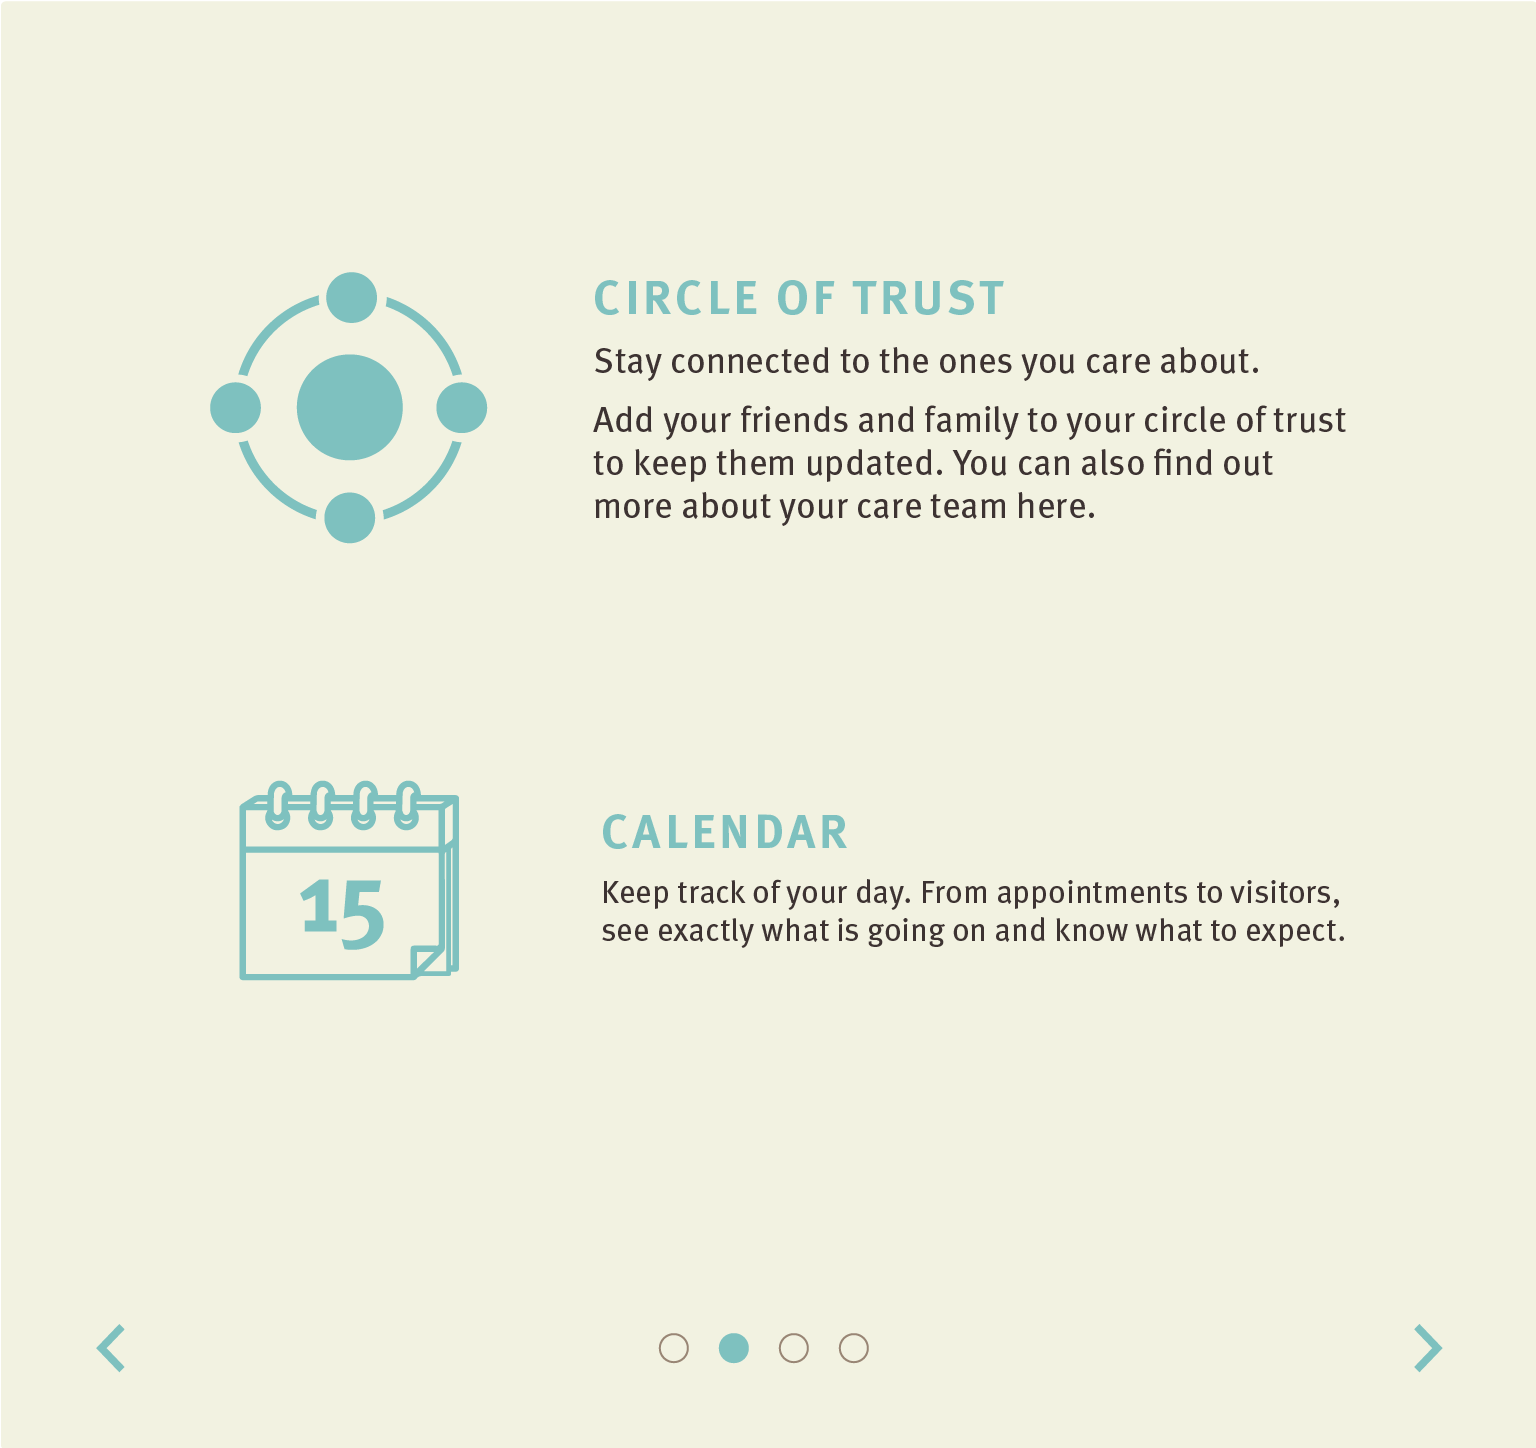 CIRCLE OF TRUST
Stay connected to the ones you care about.
Add your friends and family to your circle of trust
to keep them updated. You can also find out
more about your care team here.
15
CALENDAR
Keep track of your day. From appointments to visitors,
see exactly what is going on and know what to expect.